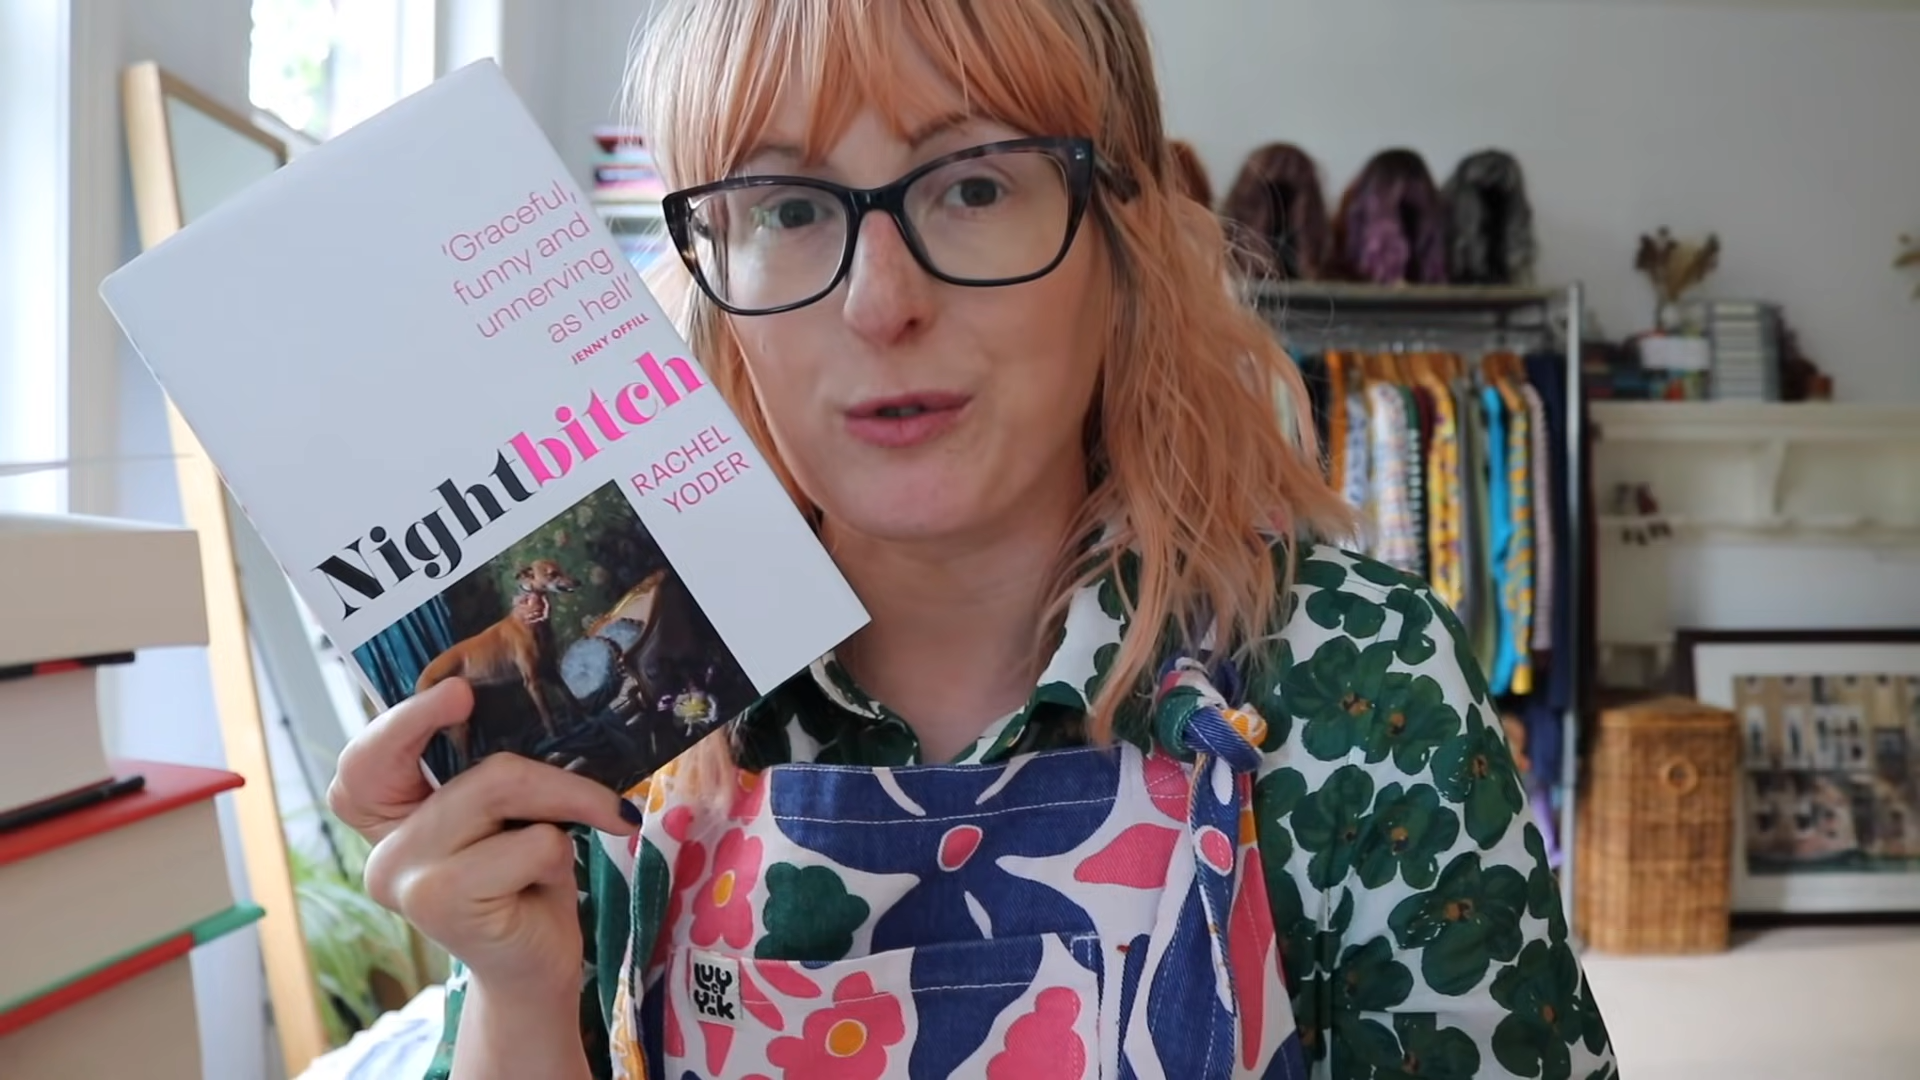 'Graceful,
funny and
unnerving
as hell'
JENNY OFFILL
Nightbitch
RACHEL
YODER
LUCY
& YAK